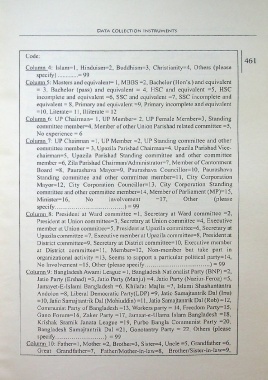 DATA COLLECTION INSTRUMENTS
461
Code:
Column 4: Islam=1, Hinduism=2, Buddhism=3, Christianity=4, Others (please
specify) ............= 99
Column 5: Masters and equivalent= 1, MBBS =2, Bachelor (Hon's) and equivalent
= 3, Bachelor (pass) and equivalent = 4, HSC and equivalent =5, HSC
incomplete and equivalent =6, SSC and equivalent =7, SSC incomplete and
equivalent = 8, Primary and equivalent =9, Primary incomplete and equivalent
=10, Literate= 11, Illiterate = 12
Column 6: UP Chairman= 1, UP Member= 2, UP Female Member=3, Standing
committee member=4, Member of other Union Parishad related committee =5,
No experience = 6
Column 7: UP Chairman =1, UP Member =2, UP Standing committee and other
committee member = 3, Upazila Parishad Chairman=4, Upazila Parishad Vice-
chairman=5, Upazila Parishad Standing committee and other committee
member =6, Zila Parishad Chairman/Administrator=7, Member of Cantonment
Board =8, Paurashava Mayor=9, Paurashava Councillor=10, Paurashava
Standing committee and other committee member=11, City Corporation
Mayor=12, City Corporation Councillor=13, City Corporation Standing
committee and other committee member=14, Member of Parliament (MP)=15,
Minister=16, No involvement =17, Other (please
specify..............................) = 99
Column 8: President at Ward committee =1, Secretary at Ward committee =2,
President at Union committee=3, Secretary at Union committee =4, Executive
member at Union committee=5, President at Upazila committee=6, Secretary at
Upazila committee =7, Executive member at Upazila committee=8, President at
District committee=9, Secretary at District committee=10, Executive member
at District committee=11, Member=12, Non-member but take part in
organizational activity =13, Seems to support a particular political party=14,
No Involvement =15, Other (please specify ..............................) = 99
Column 9: Bangladesh Awami League =1, Bangladesh Nationalist Party (BNP) =2,
Jatio Party (Ershad) =3, Jatio Party (Manju) =4, Jatio Party (Naziur Firoz) =5,
Jamayet-E-Islami Bangladesh =6, Khilafat Majlis =7, Islami Shashantantra
Andolon =8, Liberal Democratic Party(LDP) =9, Jatio Samajtantrik Dal (Inu)
=10, Jatio Samajtantrik Dal (Mohiuddin) =11, Jatio Samajtantrik Dal (Rob) =12,
Communist Party of Bangladesh =13, Workers party = 14, Freedom Party=15,
Gano Forum=16, Zaker Party =17, Jamiat-e-Ulama Islam Bangladesh =18,
Krishak Sramik Janata League =19, Purbo Bangla Communist Party =20,
Bangladesh Samajtantrik Dal =21, Communist Party = 22, Others (please
specify..............................) = 99
Column 10: Father=1, Mother =2, Brother=3, Sister=4, Uncle =5, Grandfather =6,
Great Grandfather=7, Father/Mother-in-law=8, Brother/Sister-in-law=9,